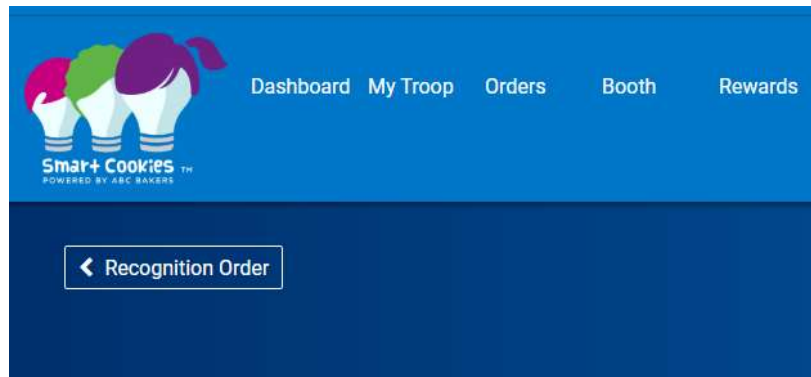 Dashboard My Troop Orders Booth Rewards
Smart Cookies TM
POWERED BY ABC BAKERS
Recognition Order